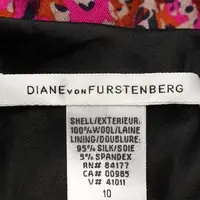 DIANE von FURSTENBERG
SHELL/EXTERIEUR:
100% WOOL/LAINE
LINING/DOUBLURE:
95% SILK/SOIE
5% SPANDEX
RN# 84177
CA# 00985
V# 41011
10